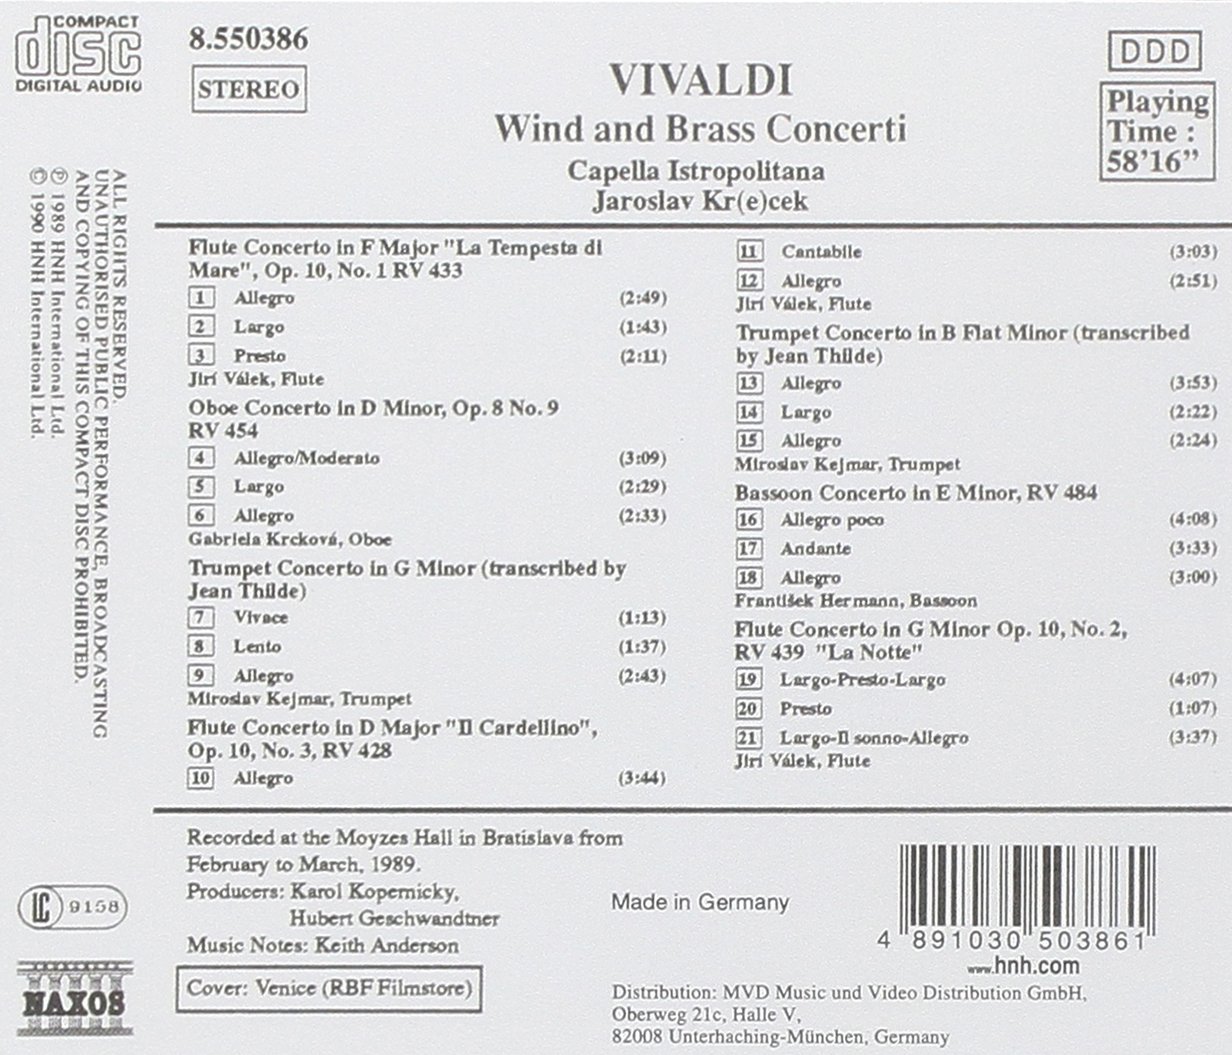 COMPACT
disc
DIGITAL AUDIO
8.550386
STEREO
VIVALDI
Wind and Brass Concerti
Capella Istropolitana
Jaroslav Kr(e)cek
DDD
Playing
Time :
58'16"
ALL RIGHTS RESERVED.
UNAUTHORISED PUBLIC PERFORMANCE, BROADCASTING
AND COPYING OF THIS COMPACT DISC PROHIBITED.
℗ 1989 HNH International Ltd.
© 1990 HNH International Ltd.
Flute Concerto in F Major "La Tempesta di
Mare", Op. 10, No. 1 RV 433
1 Allegro (2:49)
2 Largo (1:43)
3 Presto (2:11)
Jirí Válek, Flute
Oboe Concerto in D Minor, Op. 8 No. 9
RV 454
4 Allegro/Moderato (3:09)
5 Largo (2:29)
6 Allegro (2:33)
Gabriela Krcková, Oboe
Trumpet Concerto in G Minor (transcribed by
Jean Thilde)
7 Vivace (1:13)
8 Lento (1:37)
9 Allegro (2:43)
Miroslav Kejmar, Trumpet
Flute Concerto in D Major "Il Cardellino",
Op. 10, No. 3, RV 428
10 Allegro (3:44)
11 Cantabile (3:03)
12 Allegro (2:51)
Jirí Válek, Flute
Trumpet Concerto in B Flat Minor (transcribed
by Jean Thilde)
13 Allegro (3:53)
14 Largo (2:22)
15 Allegro (2:24)
Miroslav Kejmar, Trumpet
Bassoon Concerto in E Minor, RV 484
16 Allegro poco (4:08)
17 Andante (3:33)
18 Allegro (3:00)
František Hermann, Bassoon
Flute Concerto in G Minor Op. 10, No. 2,
RV 439 "La Notte"
19 Largo-Presto-Largo (4:07)
20 Presto (1:07)
21 Largo-Il sonno-Allegro (3:37)
Jirí Válek, Flute
Recorded at the Moyzes Hall in Bratislava from
February to March, 1989.
Producers: Karol Kopernicky,
Hubert Geschwandtner
Music Notes: Keith Anderson
Cover: Venice (RBF Filmstore)
LC 9158
NAXOS
Made in Germany
4 891030 503861
www.hnh.com
Distribution: MVD Music und Video Distribution GmbH,
Oberweg 21c, Halle V,
82008 Unterhaching-München, Germany